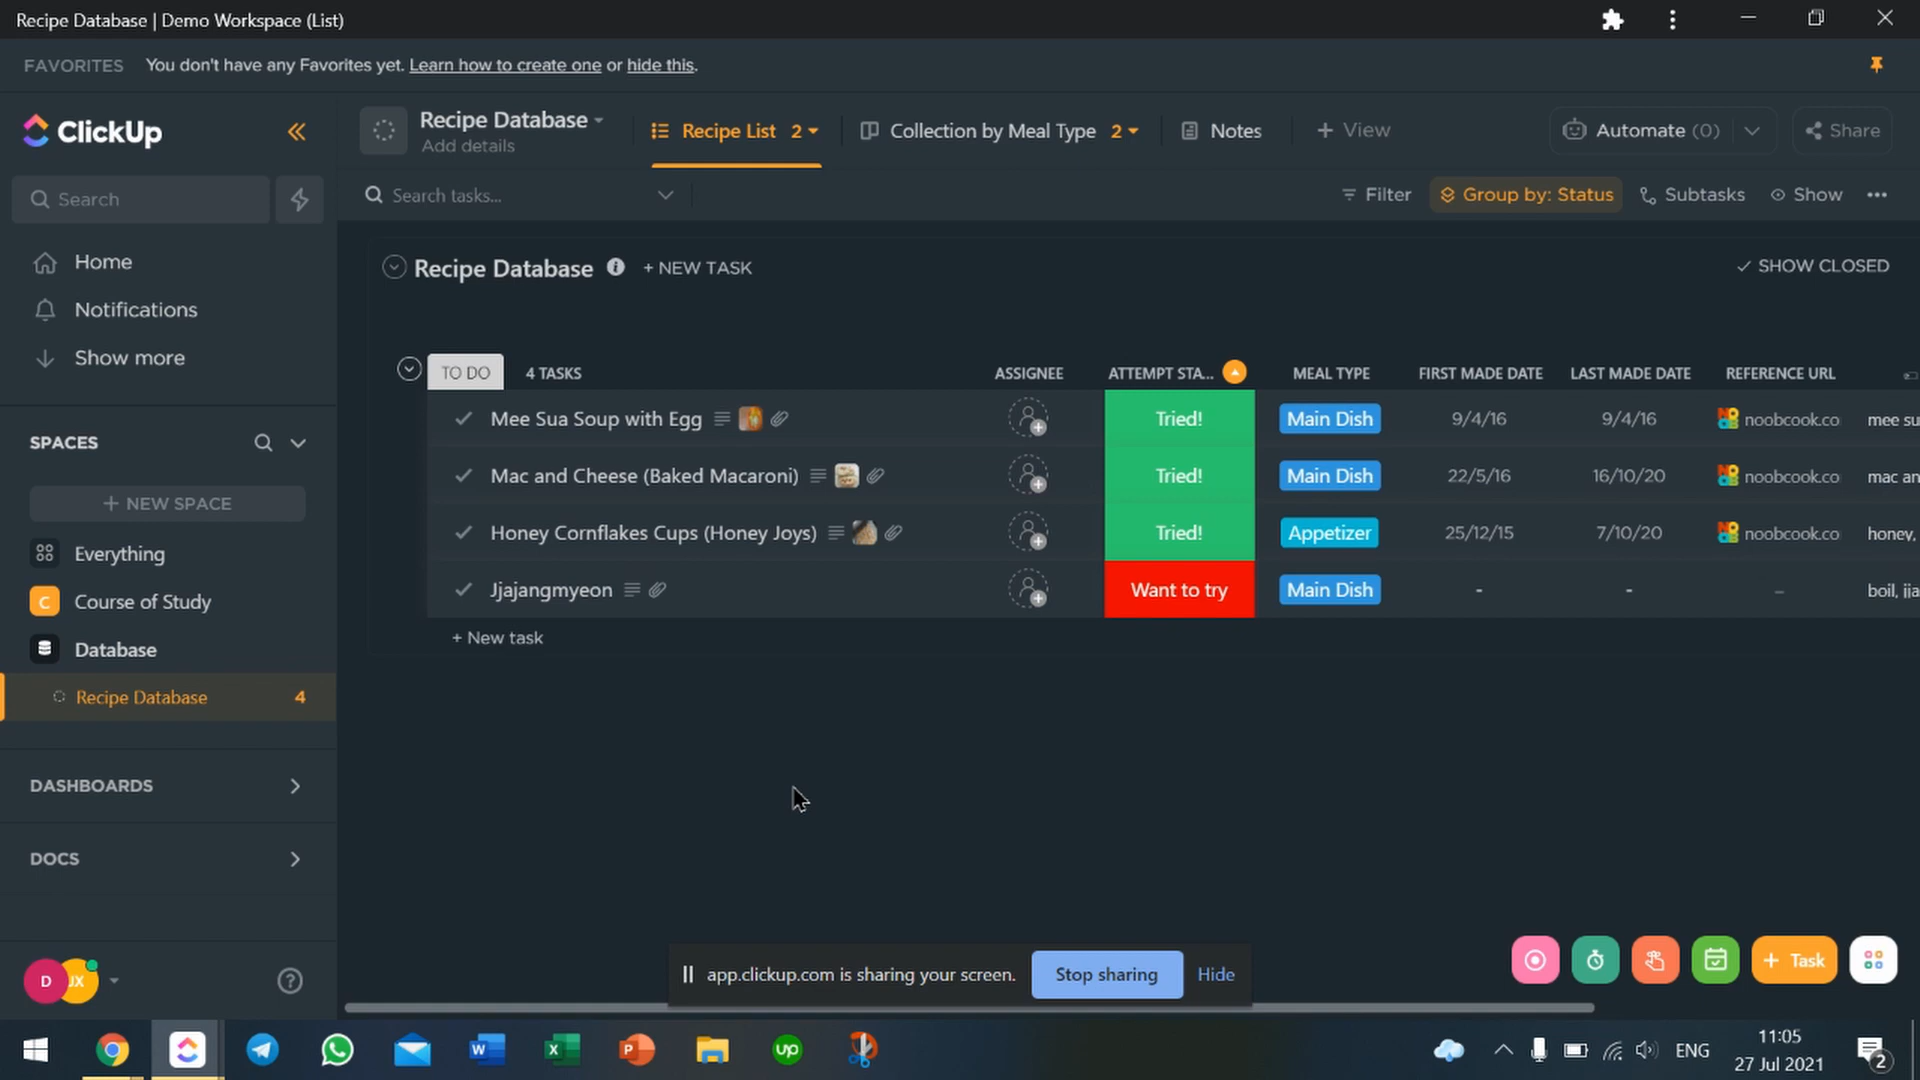 Recipe Database | Demo Workspace (List)
FAVORITES You don't have any Favorites yet. Learn how to create one or hide this.
ClickUp
Recipe Database
Add details
Recipe List 2
Collection by Meal Type 2
Notes
+ View
Automate (0)
Share
Search
Search tasks...
Filter
Group by: Status
Subtasks
Show
Home
Notifications
Show more
Recipe Database + NEW TASK
SHOW CLOSED
TO DO 4 TASKS ASSIGNEE ATTEMPT STA... MEAL TYPE FIRST MADE DATE LAST MADE DATE REFERENCE URL
Mee Sua Soup with Egg Tried! Main Dish 9/4/16 9/4/16 noobcook.co mee su
Mac and Cheese (Baked Macaroni) Tried! Main Dish 22/5/16 16/10/20 noobcook.co mac an
Honey Cornflakes Cups (Honey Joys) Tried! Appetizer 25/12/15 7/10/20 noobcook.co honey,
Jjajangmyeon Want to try Main Dish - - – boil, jja
+ New task
SPACES
+ NEW SPACE
Everything
C Course of Study
Database
Recipe Database 4
DASHBOARDS
DOCS
D JX
app.clickup.com is sharing your screen. Stop sharing Hide
+ Task
W X P up
ENG
11:05
27 Jul 2021
2